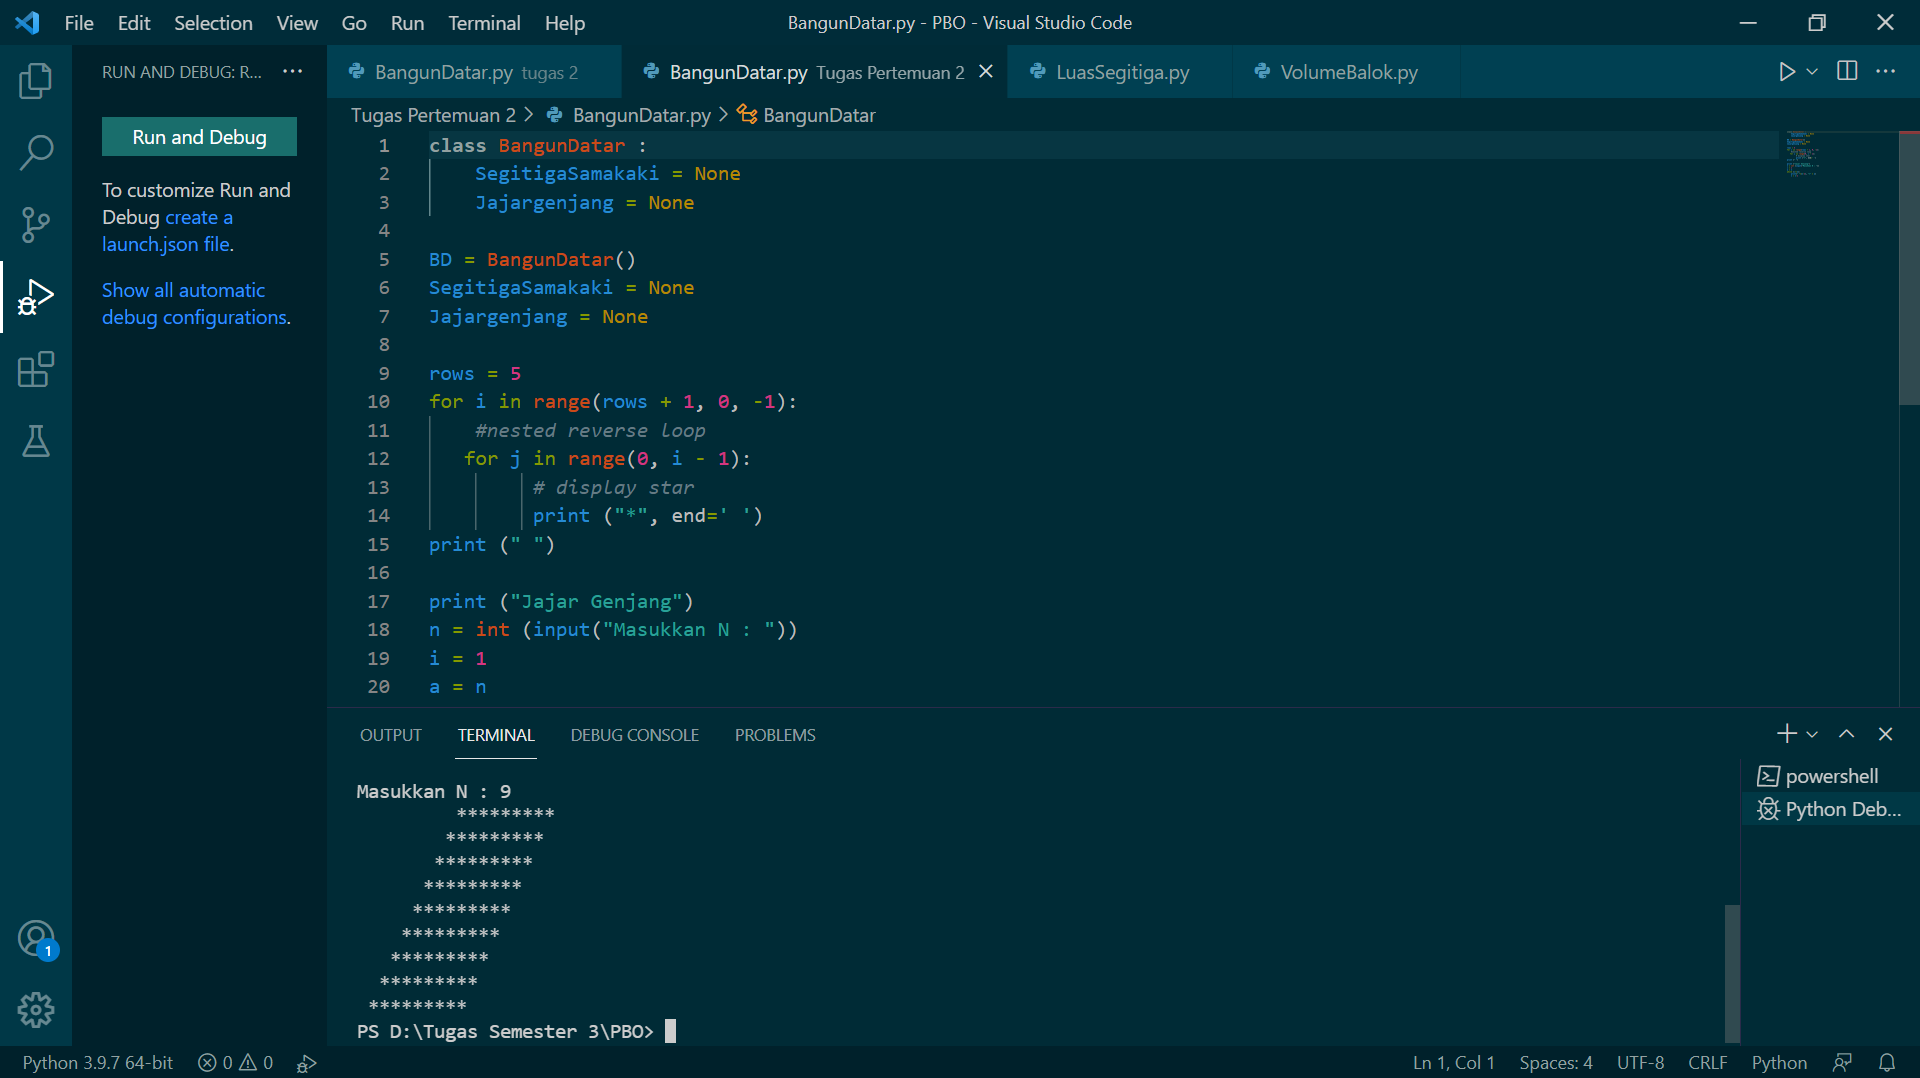 File Edit Selection View Go Run Terminal Help
BangunDatar.py - PBO - Visual Studio Code
RUN AND DEBUG: R...
BangunDatar.py tugas 2
BangunDatar.py Tugas Pertemuan 2
LuasSegitiga.py
VolumeBalok.py
Run and Debug
To customize Run and
Debug create a
launch.json file.
Show all automatic
debug configurations.
Tugas Pertemuan 2 > BangunDatar.py > BangunDatar
1 class BangunDatar :
2     SegitigaSamakaki = None
3     Jajargenjang = None
4
5 BD = BangunDatar()
6 SegitigaSamakaki = None
7 Jajargenjang = None
8
9 rows = 5
10 for i in range(rows + 1, 0, -1):
11     #nested reverse loop
12    for j in range(0, i - 1):
13          # display star
14          print ("*", end=' ')
15 print (" ")
16
17 print ("Jajar Genjang")
18 n = int (input("Masukkan N : "))
19 i = 1
20 a = n
OUTPUT TERMINAL DEBUG CONSOLE PROBLEMS
Masukkan N : 9
         *********
        *********
       *********
      *********
     *********
    *********
   *********
  *********
 *********
PS D:\Tugas Semester 3\PBO>
powershell
Python Deb...
1
Python 3.9.7 64-bit 0 0
Ln 1, Col 1 Spaces: 4 UTF-8 CRLF Python